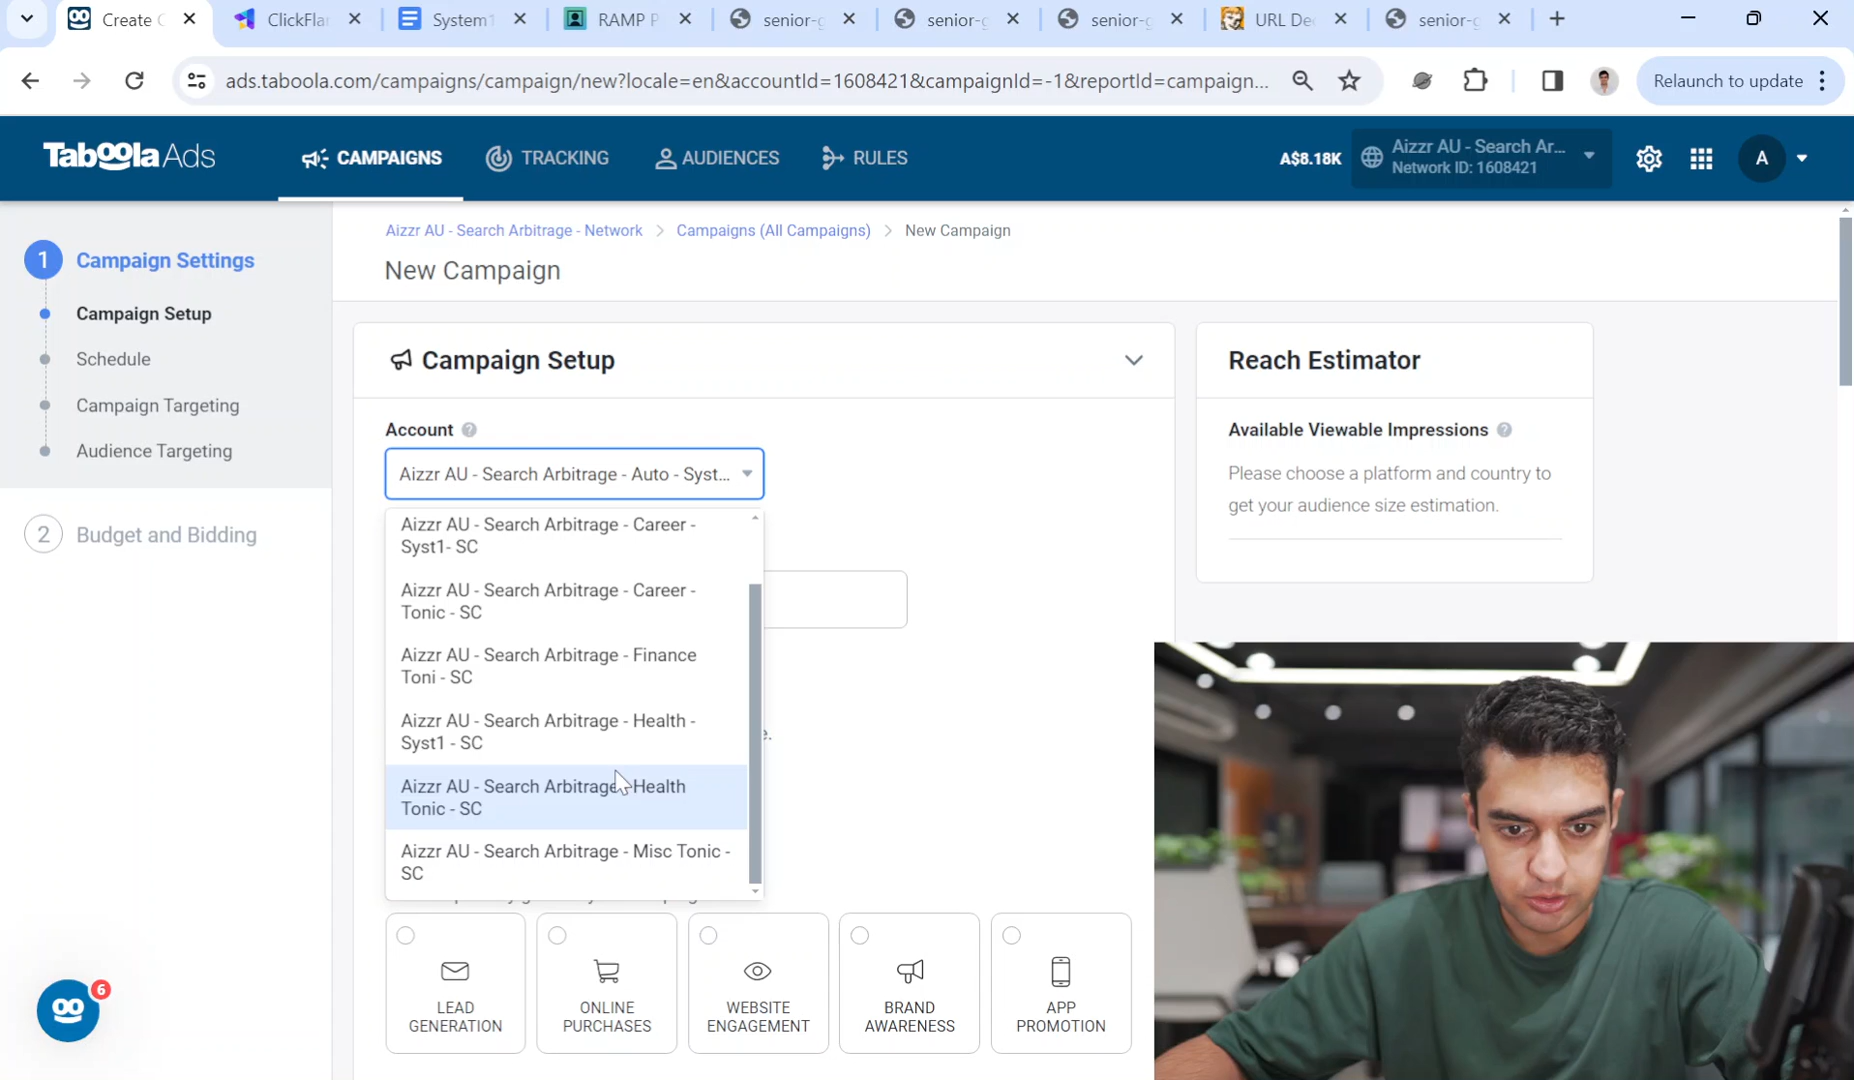 Create C
ClickFla
System1
RAMP P
senior-g
senior-g
senior-g
URL Dec
senior-g
ads.taboola.com/campaigns/campaign/new?locale=en&accountId=1608421&campaignId=-1&reportId=campaign...
Relaunch to update
Taboola Ads
CAMPAIGNS
TRACKING
AUDIENCES
RULES
A$8.18K
Aizzr AU - Search Ar...
Network ID: 1608421
A
1
Campaign Settings
Campaign Setup
Schedule
Campaign Targeting
Audience Targeting
2
Budget and Bidding
Aizzr AU - Search Arbitrage - Network > Campaigns (All Campaigns) > New Campaign
New Campaign
Campaign Setup
Account
Aizzr AU - Search Arbitrage - Auto - Syst...
Aizzr AU - Search Arbitrage - Career -
Syst1- SC
Aizzr AU - Search Arbitrage - Career -
Tonic - SC
Aizzr AU - Search Arbitrage - Finance
Toni - SC
Aizzr AU - Search Arbitrage - Health -
Syst1 - SC
Aizzr AU - Search Arbitrage - Health
Tonic - SC
Aizzr AU - Search Arbitrage - Misc Tonic -
SC
LEAD
GENERATION
ONLINE
PURCHASES
WEBSITE
ENGAGEMENT
BRAND
AWARENESS
APP
PROMOTION
Reach Estimator
Available Viewable Impressions
Please choose a platform and country to
get your audience size estimation.
6